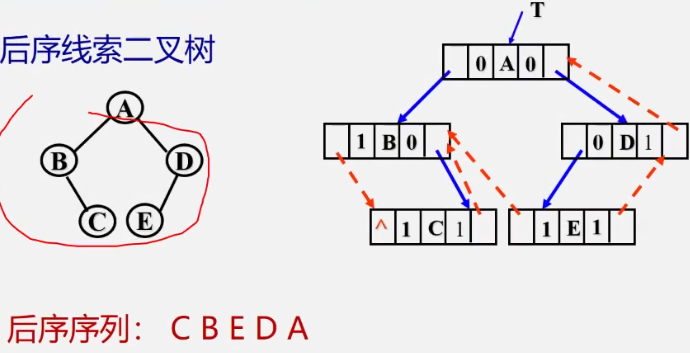 后序线索二叉树
T
0 A 0
A
1 B 0
0 D 1
B D
C E
^ 1 C 1
1 E 1
后序序列： C B E D A